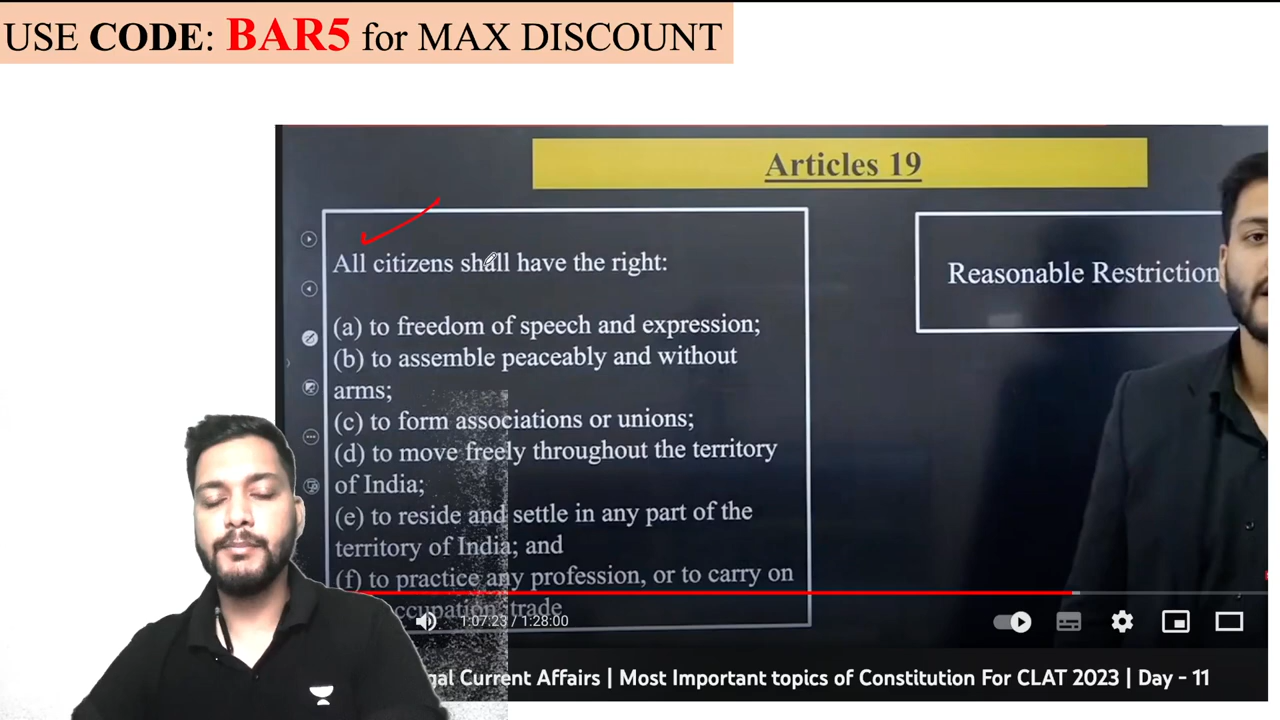 USE CODE: BAR5 for MAX DISCOUNT
Articles 19
All citizens shall have the right:
Reasonable Restriction
(a) to freedom of speech and expression;
(b) to assemble peaceably and without
arms;
(c) to form associations or unions;
(d) to move freely throughout the territory
of India;
(e) to reside and settle in any part of the
territory of India; and
(f) to practice any profession, or to carry on
trade
1:07:23 / 1:28:00
Current Affairs | Most Important topics of Constitution For CLAT 2023 | Day - 11